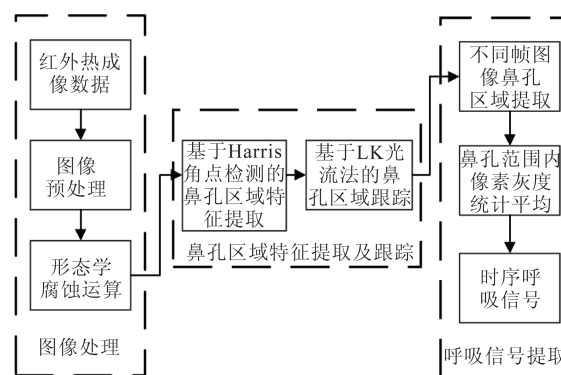 红外热成
像数据
图像
预处理
形态学
腐蚀运算
图像处理
基于Harris
角点检测的
鼻孔区域特
征提取
基于LK光
流法的鼻
孔区域跟踪
鼻孔区域特征提取及跟踪
不同帧图
像鼻孔
区域提取
鼻孔范围内
像素灰度
统计平均
时序呼
吸信号
呼吸信号提取